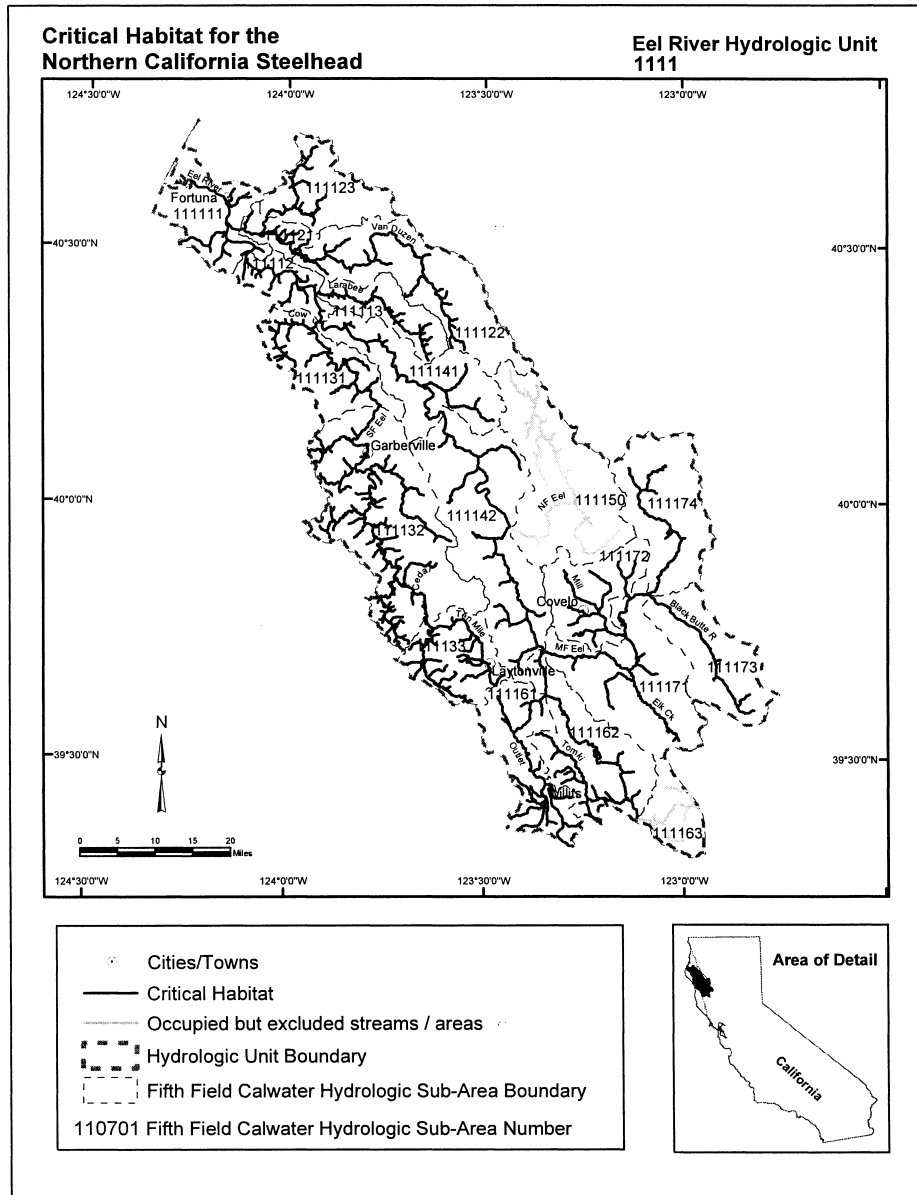 Critical Habitat for the
Northern California Steelhead
Eel River Hydrologic Unit
1111
124°30'0"W
124°0'0"W
123°30'0"W
123°0'0"W
40°30'0"N
40°30'0"N
40°0'0"N
40°0'0"N
39°30'0"N
39°30'0"N
Eel River
Fortuna
111111
111123
Van Duzen
111121
11112
Larabee
111113
Cow
111122
111131
111141
SF Eel
Garberville
NF Eel
111150
111174
111142
111132
111172
Mill
Cedar
Covelo
Black Butte R
Ten Mile
MF Eel
111133
Laytonville
111173
111161
111171
Elk Ck
111162
Outlet
Tomki
Willits
111163
N
0 5 10 15 20
Miles
124°30'0"W
124°0'0"W
123°30'0"W
123°0'0"W
Cities/Towns
Critical Habitat
Occupied but excluded streams / areas
Hydrologic Unit Boundary
Fifth Field Calwater Hydrologic Sub-Area Boundary
110701 Fifth Field Calwater Hydrologic Sub-Area Number
Area of Detail
California